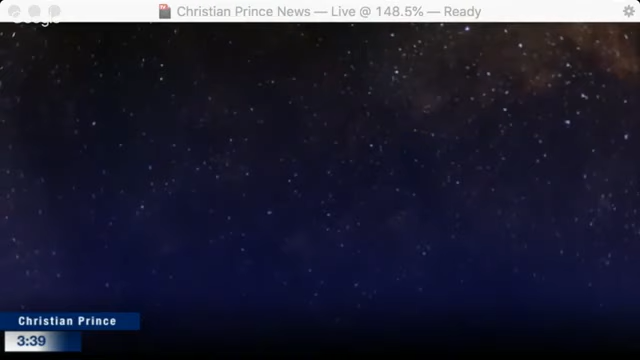 Christian Prince News — Live @ 148.5% — Ready
Christian Prince
3:39